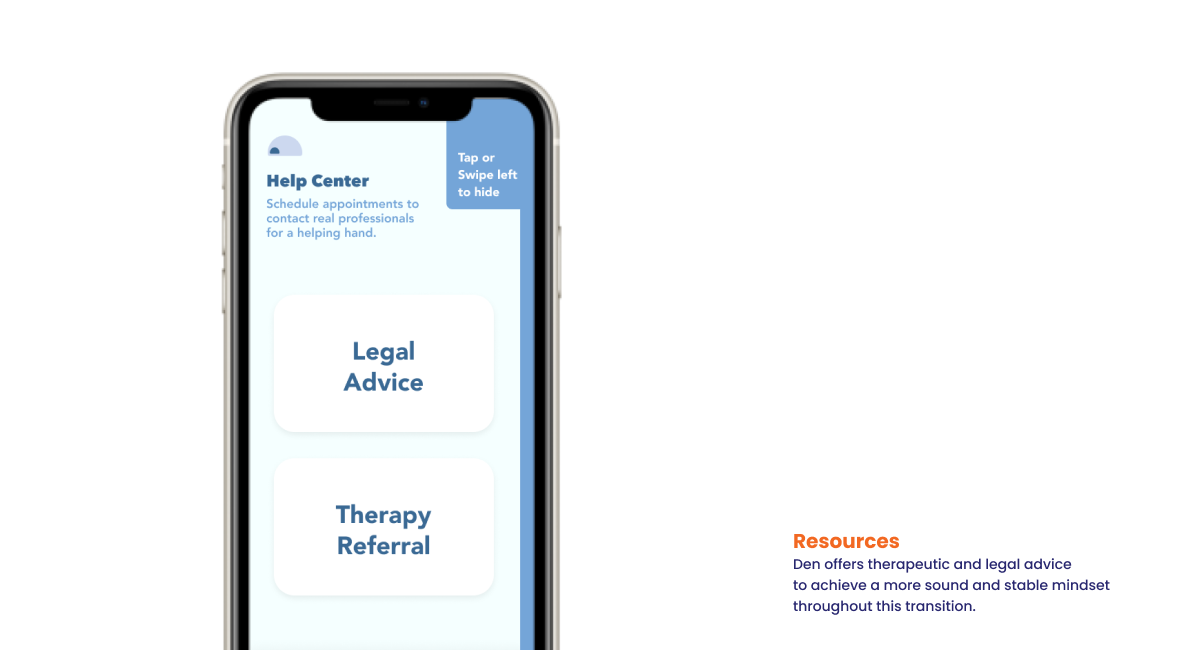 Tap or
Swipe left
to hide
Help Center
Schedule appointments to
contact real professionals
for a helping hand.
Legal
Advice
Therapy
Referral
Resources
Den offers therapeutic and legal advice
to achieve a more sound and stable mindset
throughout this transition.